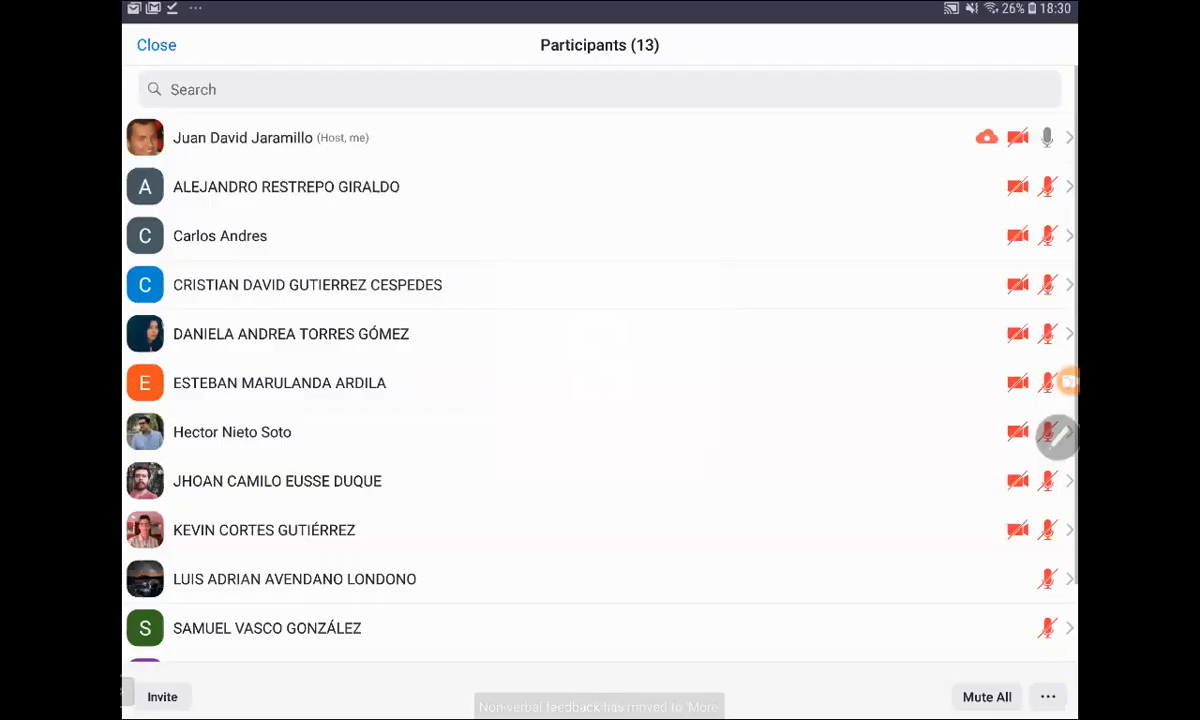 26% 18:30
Close Participants (13)
Search
Juan David Jaramillo (Host, me)
A ALEJANDRO RESTREPO GIRALDO
C Carlos Andres
C CRISTIAN DAVID GUTIERREZ CESPEDES
DANIELA ANDREA TORRES GÓMEZ
E ESTEBAN MARULANDA ARDILA
Hector Nieto Soto
JHOAN CAMILO EUSSE DUQUE
KEVIN CORTES GUTIÉRREZ
LUIS ADRIAN AVENDANO LONDONO
S SAMUEL VASCO GONZÁLEZ
Invite Mute All
Non-verbal feedback has moved to 'More